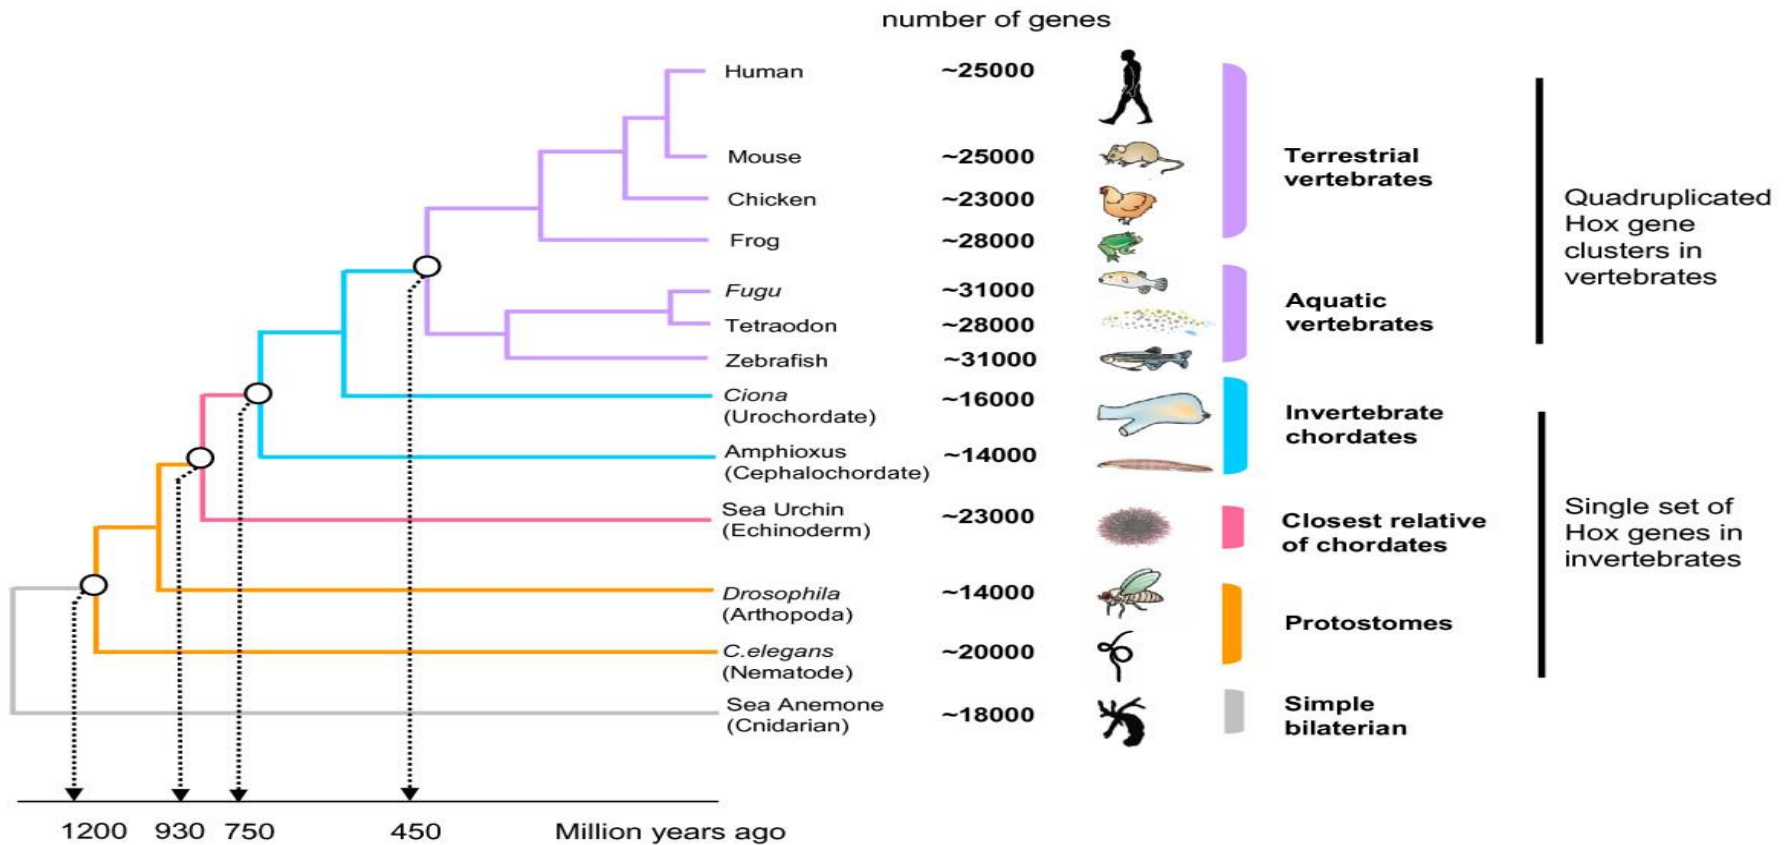 number of genes
Human ~25000
Mouse ~25000
Chicken ~23000
Frog ~28000
Fugu ~31000
Tetraodon ~28000
Zebrafish ~31000
Ciona ~16000
(Urochordate)
Amphioxus ~14000
(Cephalochordate)
Sea Urchin ~23000
(Echinoderm)
Drosophila ~14000
(Arthopoda)
C.elegans ~20000
(Nematode)
Sea Anemone ~18000
(Cnidarian)
Terrestrial
vertebrates
Aquatic
vertebrates
Invertebrate
chordates
Closest relative
of chordates
Protostomes
Simple
bilaterian
Quadruplicated
Hox gene
clusters in
vertebrates
Single set of
Hox genes in
invertebrates
1200 930 750 450 Million years ago